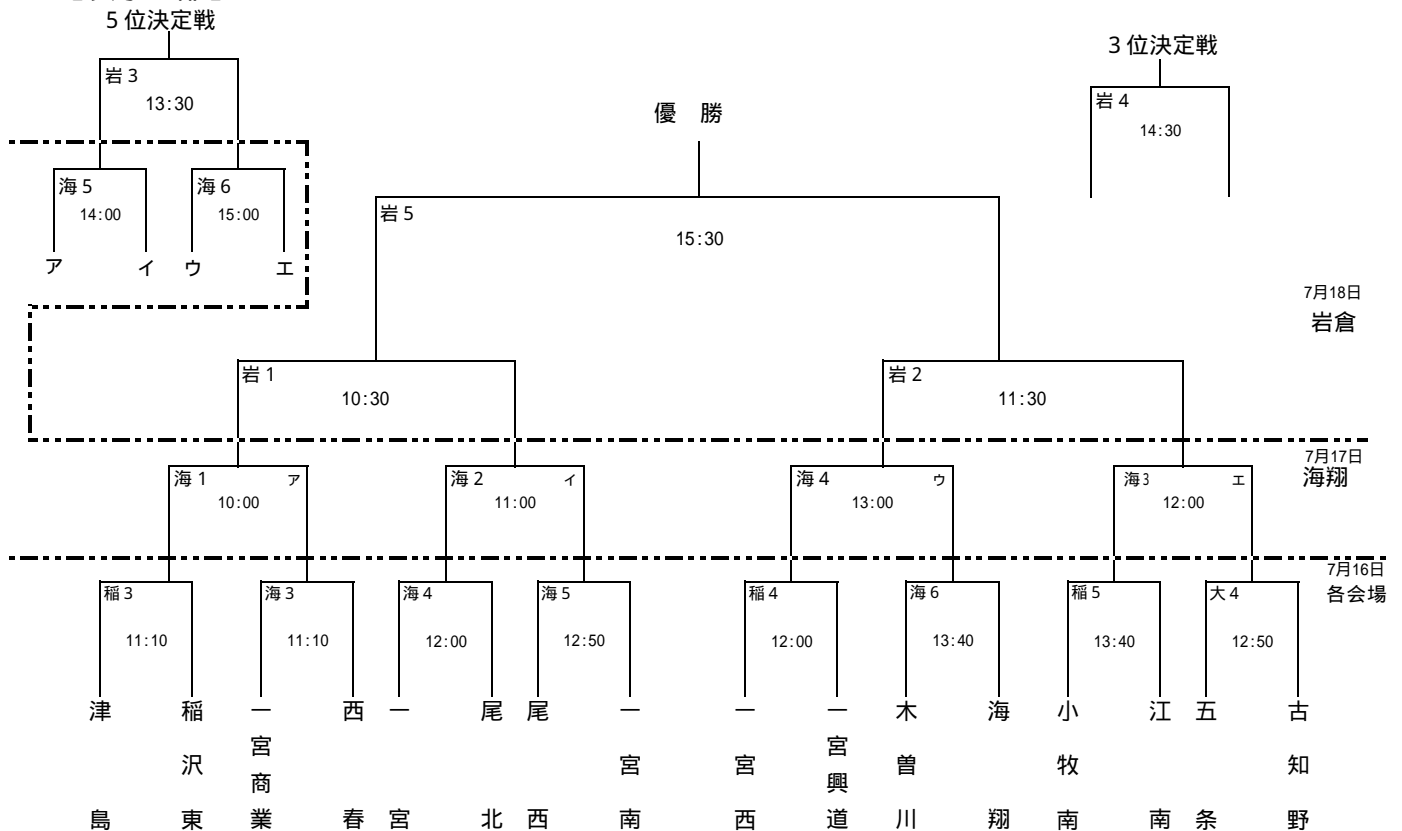 5位決定戦
3位決定戦
岩3
13:30
優 勝
岩4
14:30
海5
14:00
海6
15:00
岩5
15:30
ア
イ
ウ
エ
7月18日
岩倉
岩1
10:30
岩2
11:30
7月17日
海翔
海1
ア
10:00
海2
イ
11:00
海4
ウ
13:00
海3
エ
12:00
7月16日
各会場
稲3
11:10
海3
11:10
海4
12:00
海5
12:50
稲4
12:00
海6
13:40
稲5
13:40
大4
12:50
津島
稲沢東
一宮商業
西春
一宮
尾北
尾西
一宮南
一宮西
一宮興道
木曽川
海翔
小牧南
江南
五条
古知野